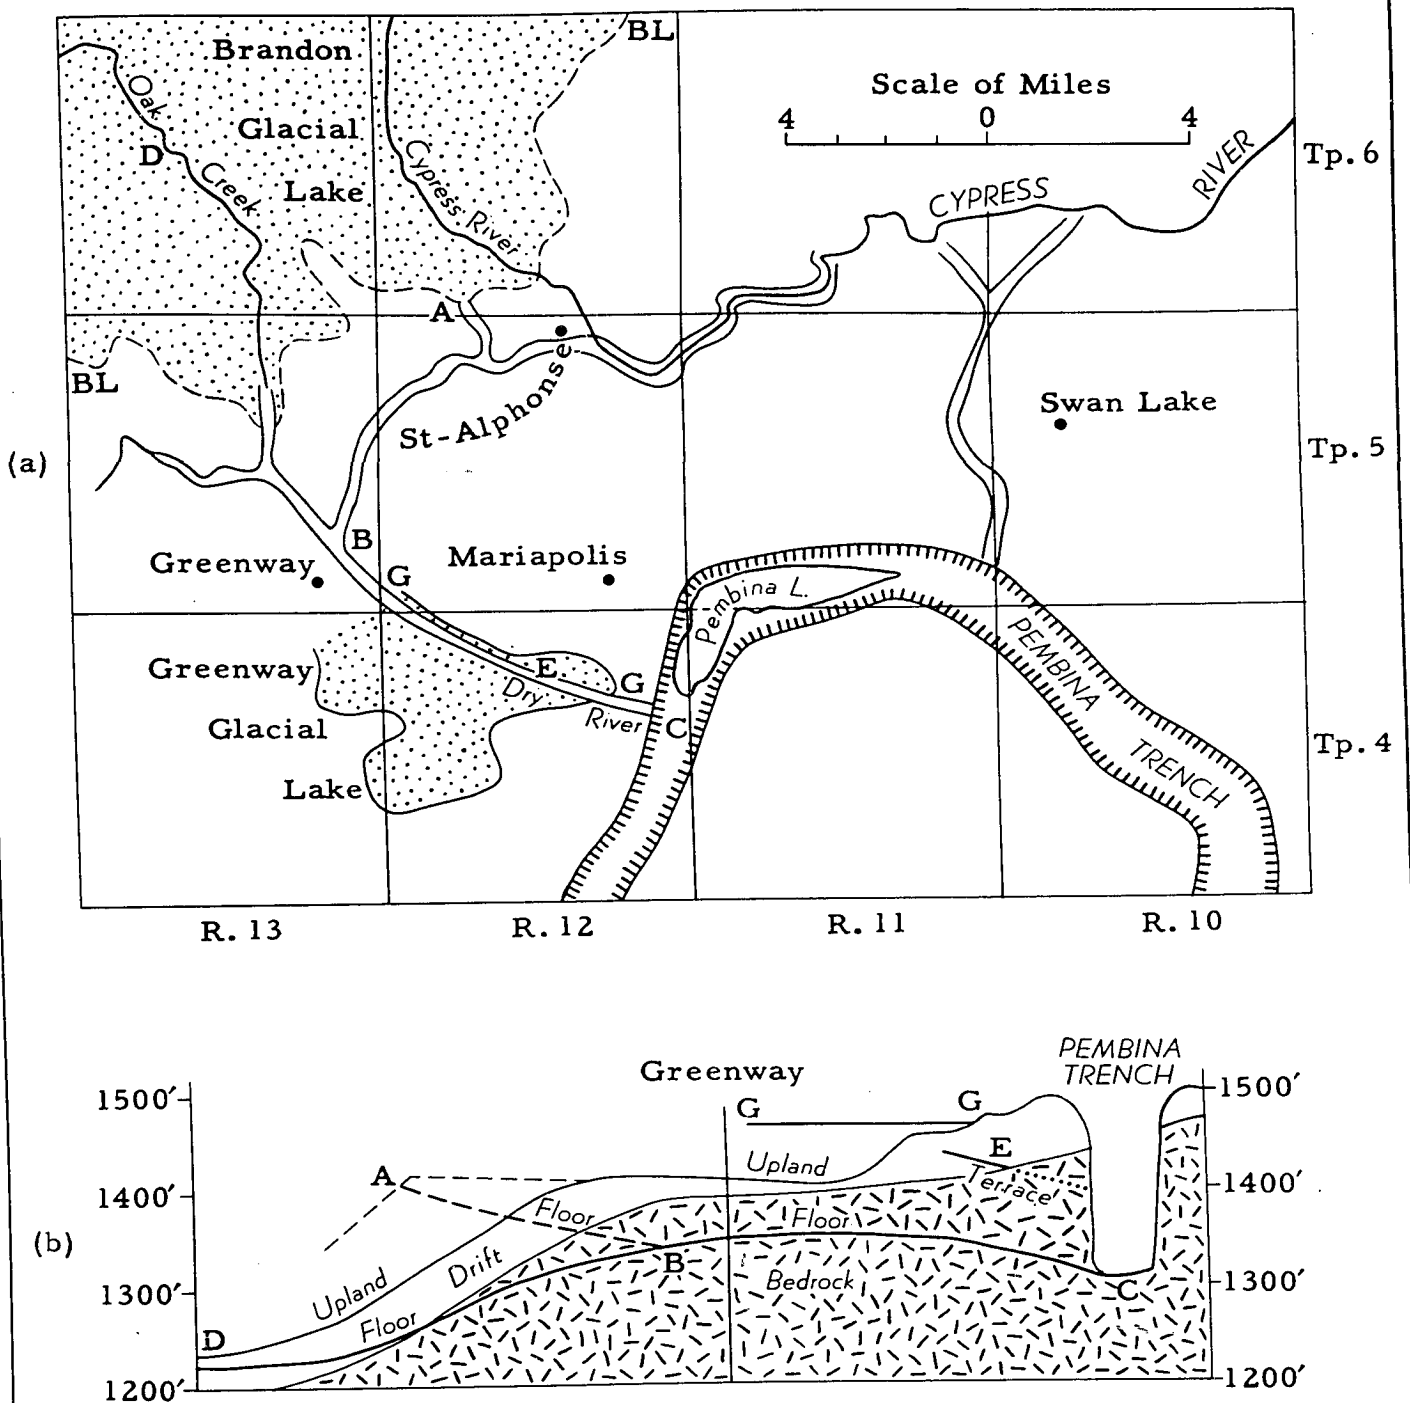 BL
Brandon
Scale of Miles
4 0 4
Oak
Glacial
D
Creek
Cypress River
Tp. 6
RIVER
Lake
CYPRESS
A
BL
St-Alphonse
Swan Lake
(a)
Tp. 5
B
Greenway
G
Mariapolis
Pembina L.
PEMBINA
Greenway
E
G
Dry
River
C
Glacial
TRENCH
Tp. 4
Lake
R. 13
R. 12
R. 11
R. 10
PEMBINA
TRENCH
Greenway
1500′
G
G
1500′
E
Upland
A
Terrace
1400′
1400′
Floor
Floor
(b)
B
Drift
Bedrock
Upland
1300′
C
1300′
Floor
D
1200′
1200′